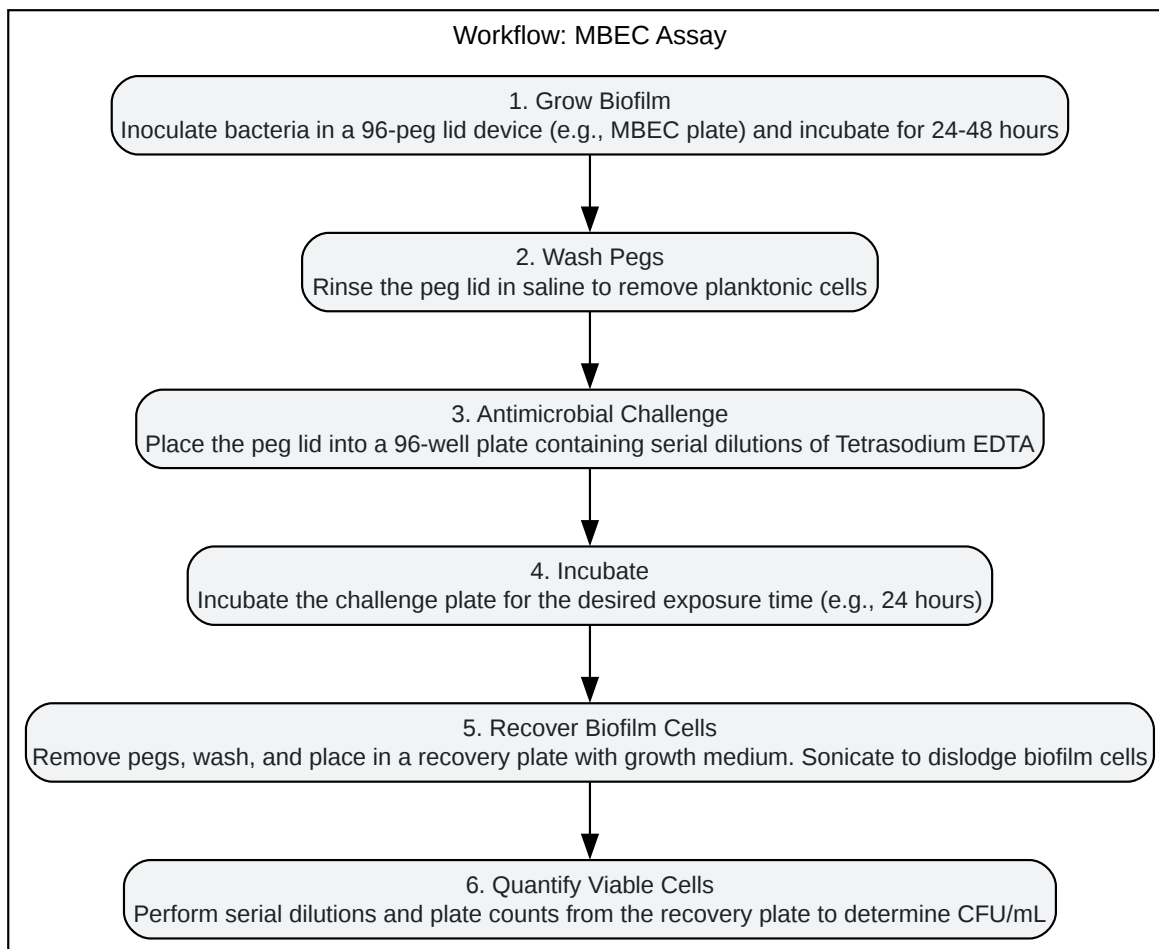 Workflow: MBEC Assay
1. Grow Biofilm
Inoculate bacteria in a 96-peg lid device (e.g., MBEC plate) and incubate for 24-48 hours
2. Wash Pegs
Rinse the peg lid in saline to remove planktonic cells
3. Antimicrobial Challenge
Place the peg lid into a 96-well plate containing serial dilutions of Tetrasodium EDTA
4. Incubate
Incubate the challenge plate for the desired exposure time (e.g., 24 hours)
5. Recover Biofilm Cells
Remove pegs, wash, and place in a recovery plate with growth medium. Sonicate to dislodge biofilm cells
6. Quantify Viable Cells
Perform serial dilutions and plate counts from the recovery plate to determine CFU/mL